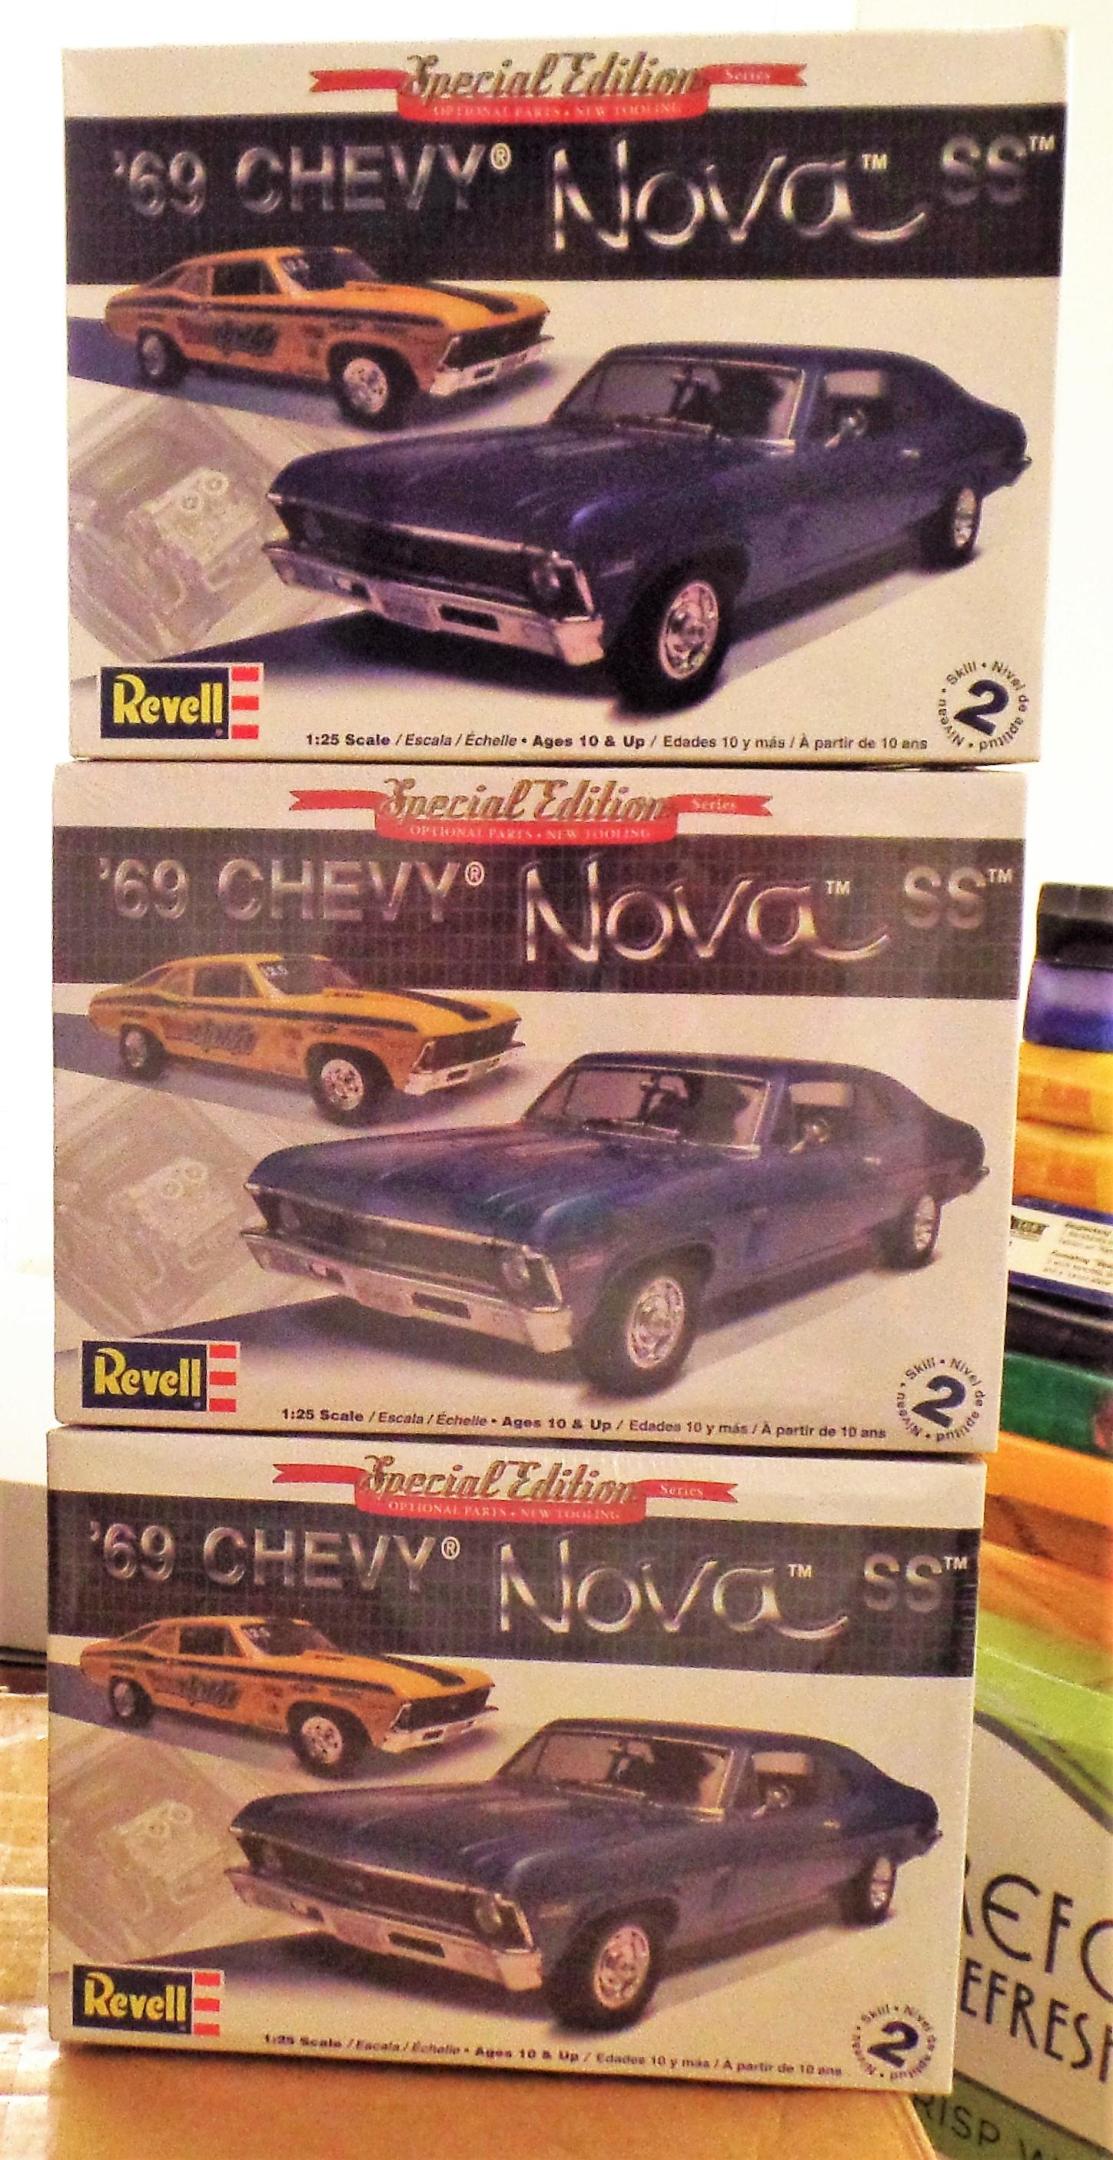 Special Edition Series
OPTIONAL PARTS • NEW TOOLING
'69 CHEVY® Nova™ SS™
Revell
1:25 Scale / Escala / Échelle • Ages 10 & Up / Edades 10 y más / À partir de 10 ans
Skill • Nivel de aptitud • Niveau •
2
Special Edition Series
OPTIONAL PARTS • NEW TOOLING
'69 CHEVY® Nova™ SS™
Revell
1:25 Scale / Escala / Échelle • Ages 10 & Up / Edades 10 y más / À partir de 10 ans
Skill • Nivel de aptitud • Niveau •
2
Special Edition Series
OPTIONAL PARTS • NEW TOOLING
'69 CHEVY® Nova™ SS™
Revell
1:25 Scale / Escala / Échelle • Ages 10 & Up / Edades 10 y más / À partir de 10 ans
Skill • Nivel de aptitud • Niveau •
2